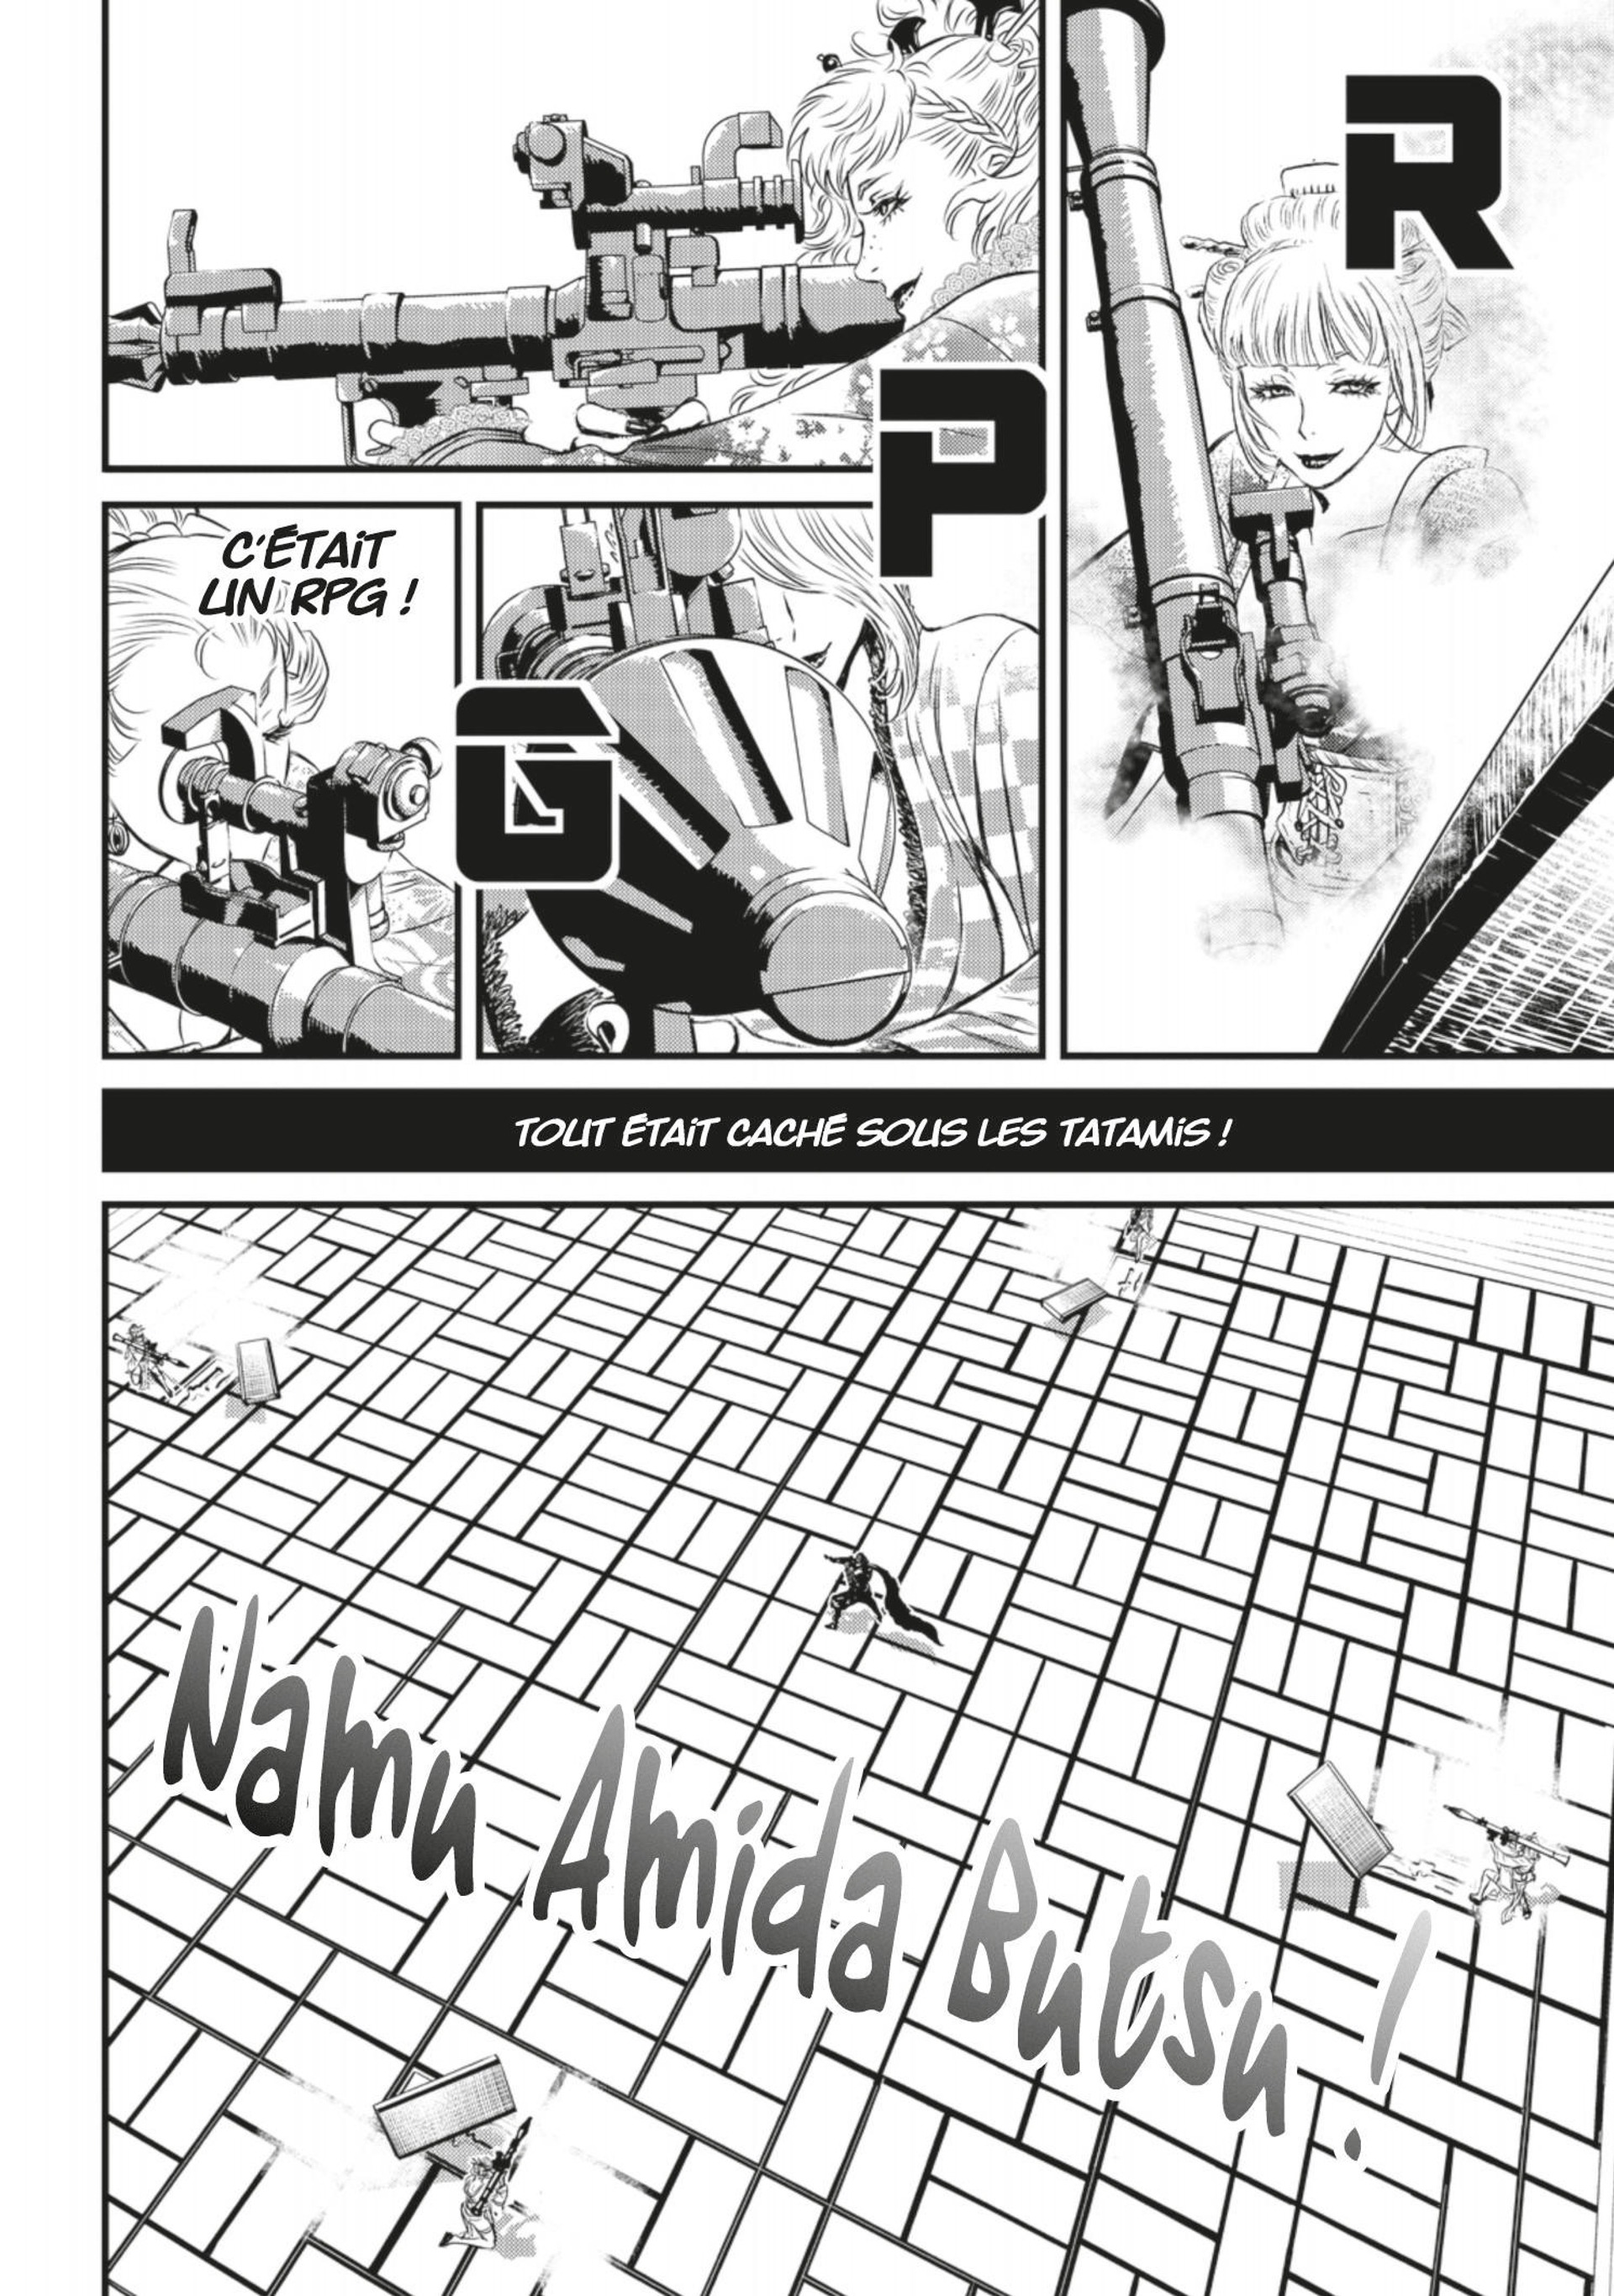 R
P
G
C'ÉTAIT
UN RPG !
TOUT ÉTAIT CACHÉ SOUS LES TATAMIS !
Namu Amida Butsu !